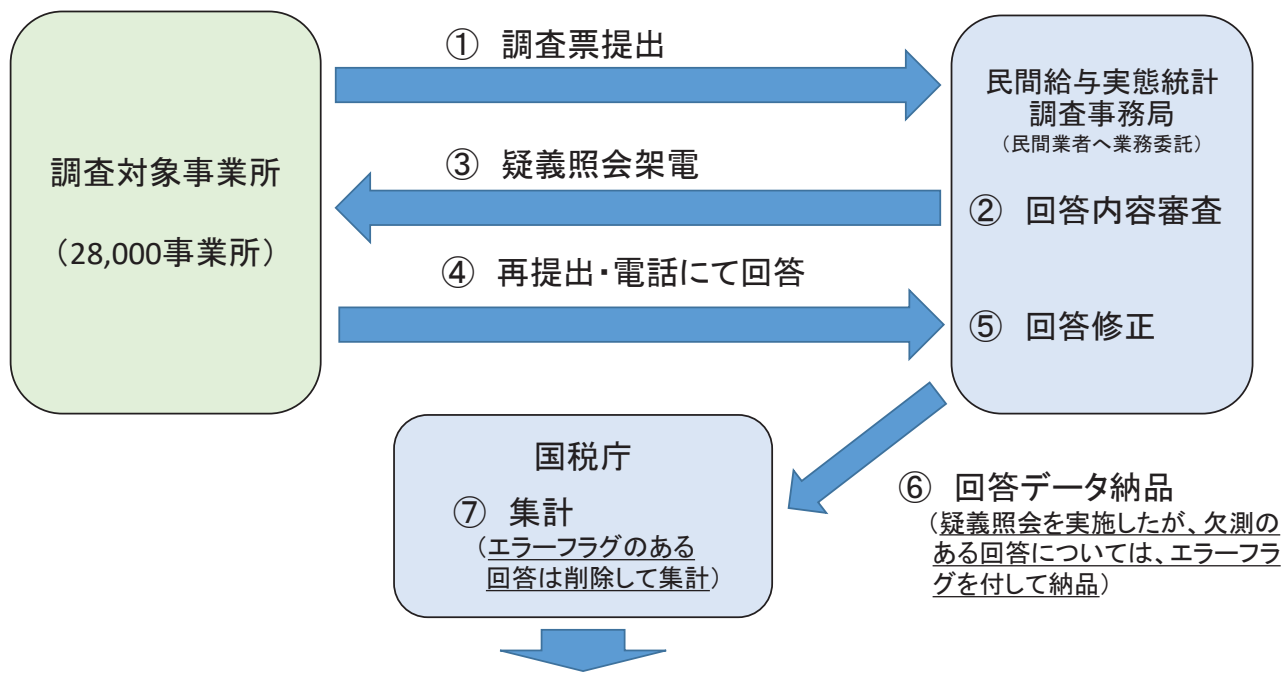 ① 調査票提出
調査対象事業所
（28,000事業所）
民間給与実態統計
調査事務局
（民間業者へ業務委託）
③ 疑義照会架電
② 回答内容審査
④ 再提出・電話にて回答
⑤ 回答修正
国税庁
⑦ 集計
（エラーフラグのある
回答は削除して集計）
⑥ 回答データ納品
（疑義照会を実施したが、欠測の
ある回答については、エラーフラ
グを付して納品）